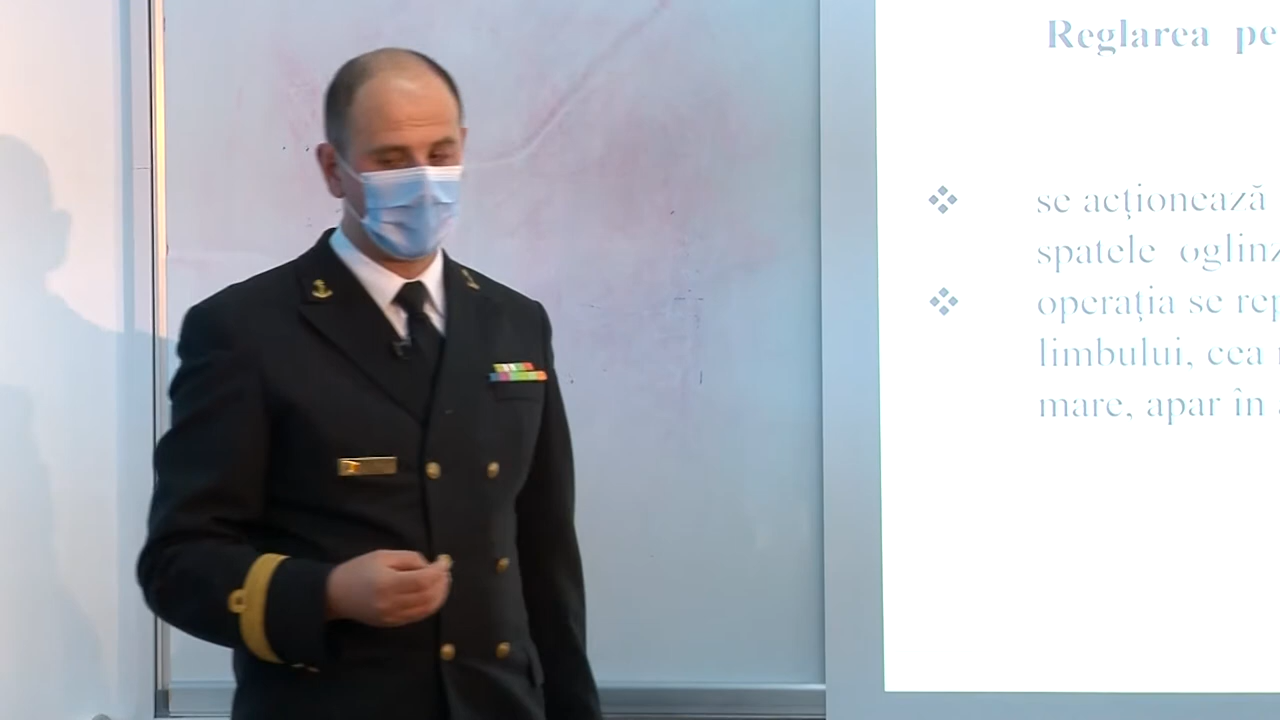 Reglarea pe
❖ se acționează
spatele oglinz
❖ operația se rep
limbului, cea
mare, apar în